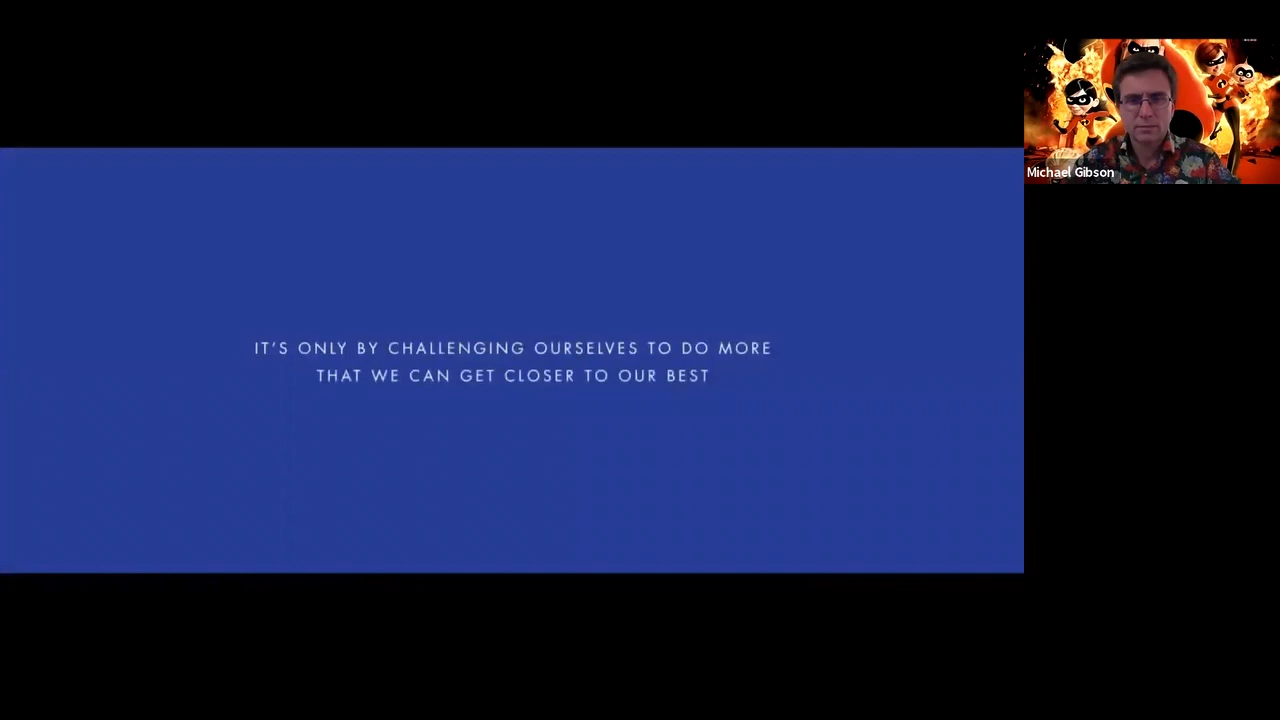 IT'S ONLY BY CHALLENGING OURSELVES TO DO MORE
THAT WE CAN GET CLOSER TO OUR BEST
Michael Gibson